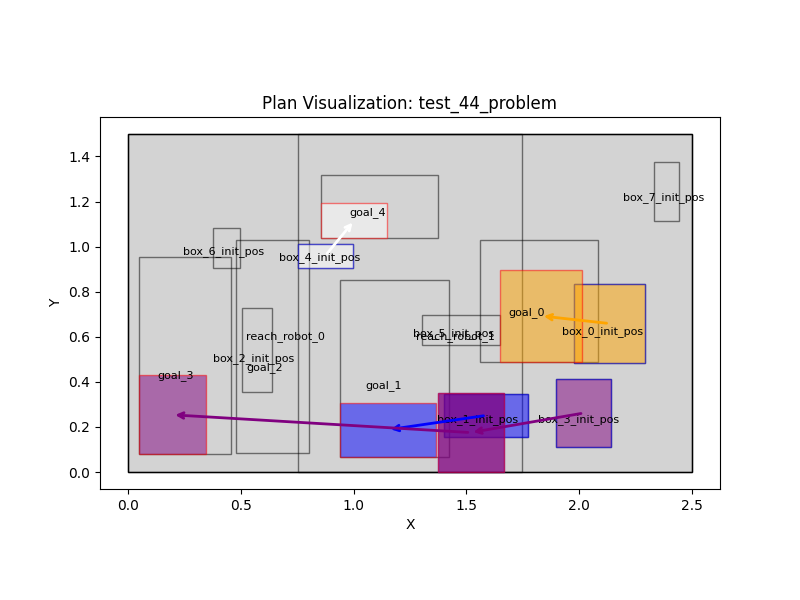 Plan Visualization: test_44_problem
1.4
1.2
1.0
0.8
0.6
0.4
0.2
0.0
Y
box_7_init_pos
goal_4
box_6_init_pos
box_4_init_pos
goal_0
box_5_init_pos
box_0_init_pos
reach_robot_0
reach_robot_1
box_2_init_pos
goal_2
goal_3
goal_1
box_1_init_pos
box_3_init_pos
0.0
0.5
1.0
1.5
2.0
2.5
X